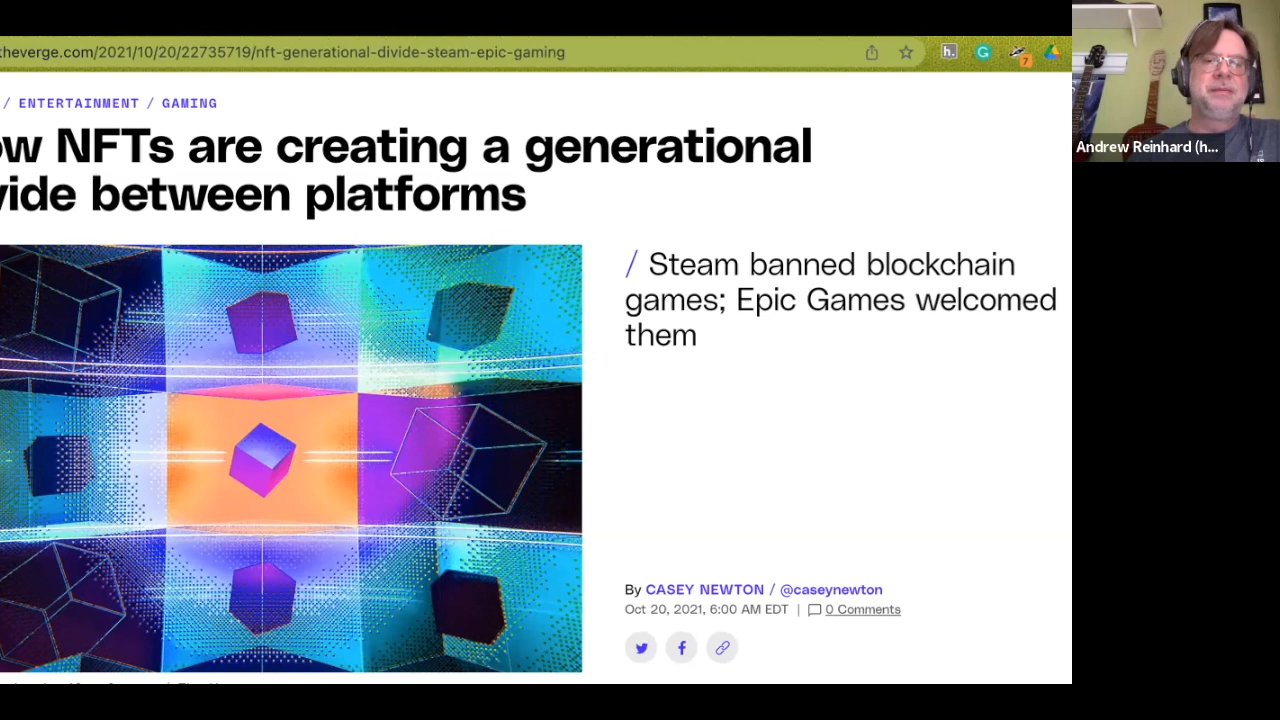 theverge.com/2021/10/20/22735719/nft-generational-divide-steam-epic-gaming
h.
G
7
/ ENTERTAINMENT / GAMING
ow NFTs are creating a generational
vide between platforms
/ Steam banned blockchain
games; Epic Games welcomed
them
By CASEY NEWTON / @caseynewton
Oct 20, 2021, 6:00 AM EDT | 0 Comments
Andrew Reinhard (h...